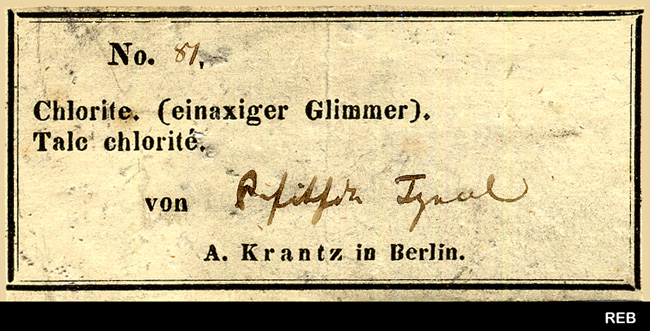 No. 81.
Chlorite. (einaxiger Glimmer).
Talc chlorité.
von Pfitsch Tyrol
A. Krantz in Berlin.
REB